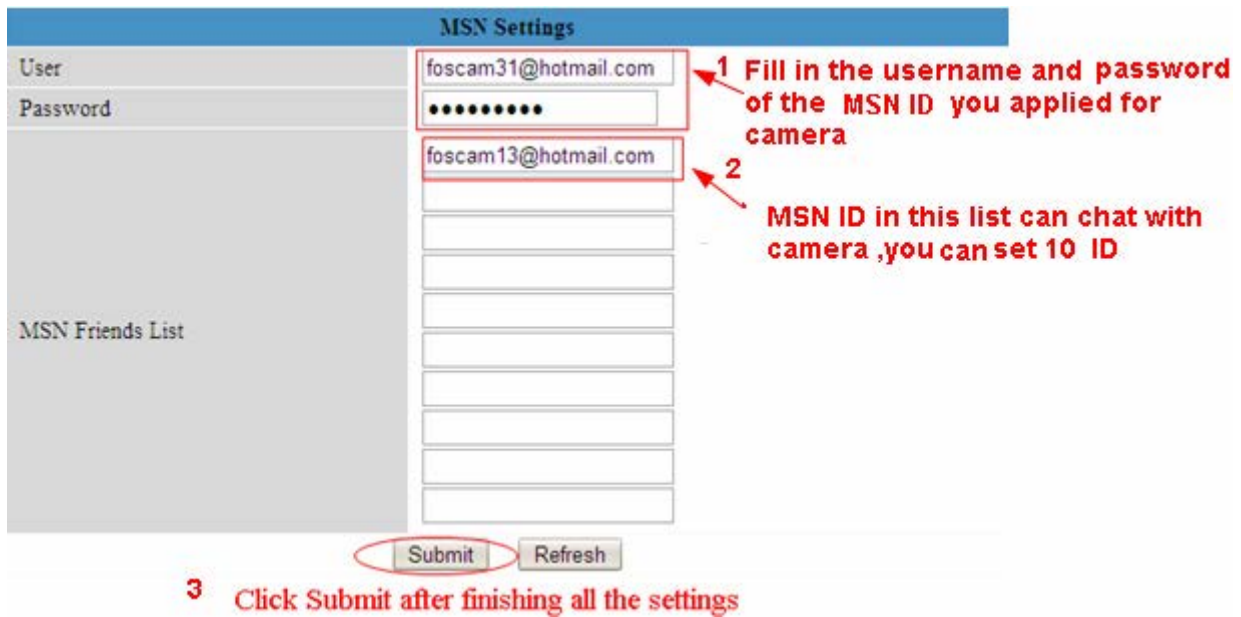 MSN Settings
User
foscam31@hotmail.com
1 Fill in the username and password
of the MSN ID you applied for
camera
Password
•••••••••
MSN Friends List
foscam13@hotmail.com
2
MSN ID in this list can chat with
camera ,you can set 10 ID
Submit
Refresh
3 Click Submit after finishing all the settings